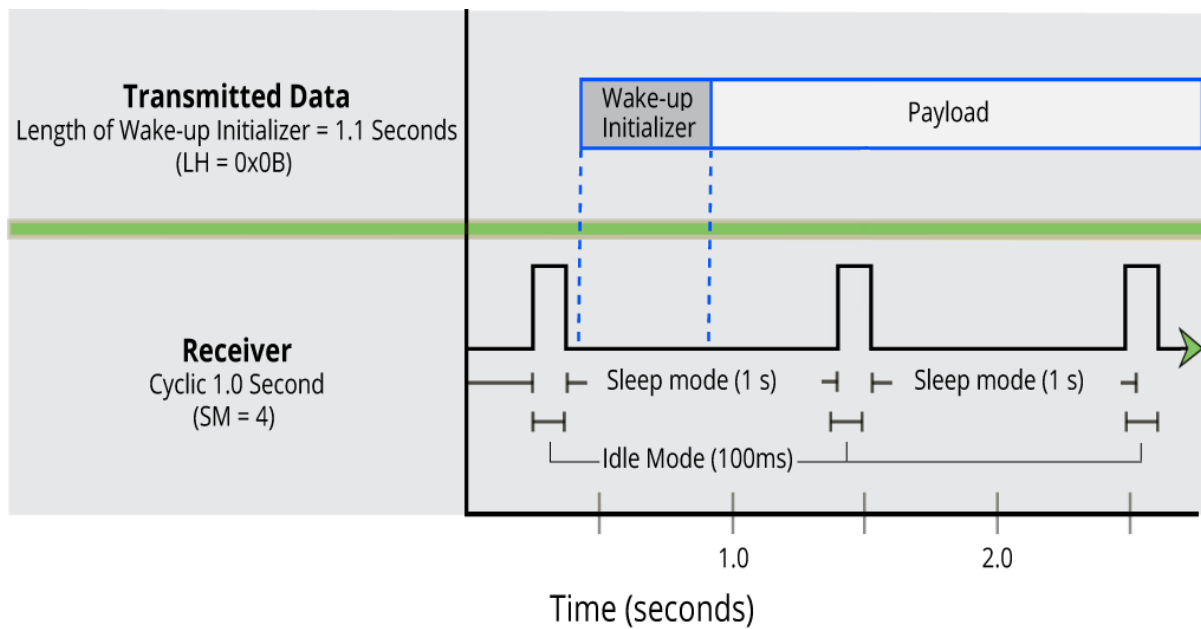 Transmitted Data
Length of Wake-up Initializer = 1.1 Seconds
(LH = 0x0B)
Wake-up
Initializer
Payload
Receiver
Cyclic 1.0 Second
(SM = 4)
Sleep mode (1 s)
Sleep mode (1 s)
Idle Mode (100ms)
1.0
2.0
Time (seconds)